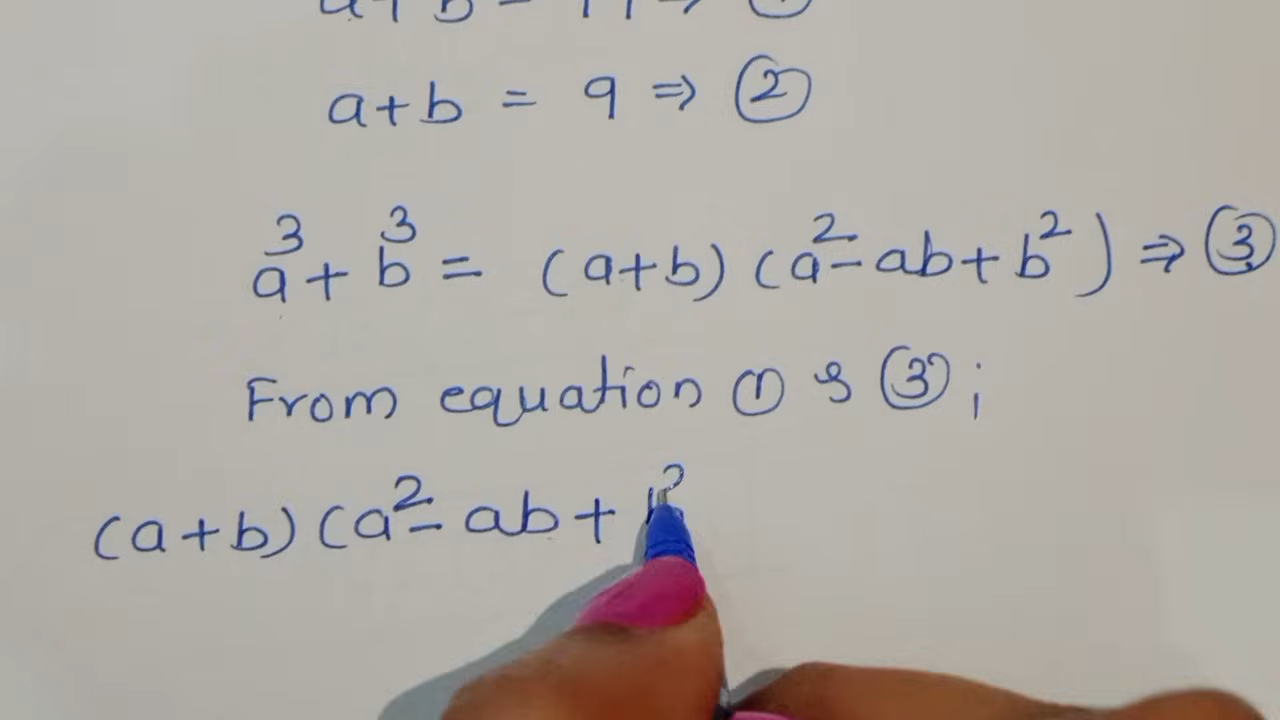 a+b=9⇒②
a³+b³=(a+b)(a²-ab+b²)⇒③
From equation ① & ③;
(a+b)(a²-ab+